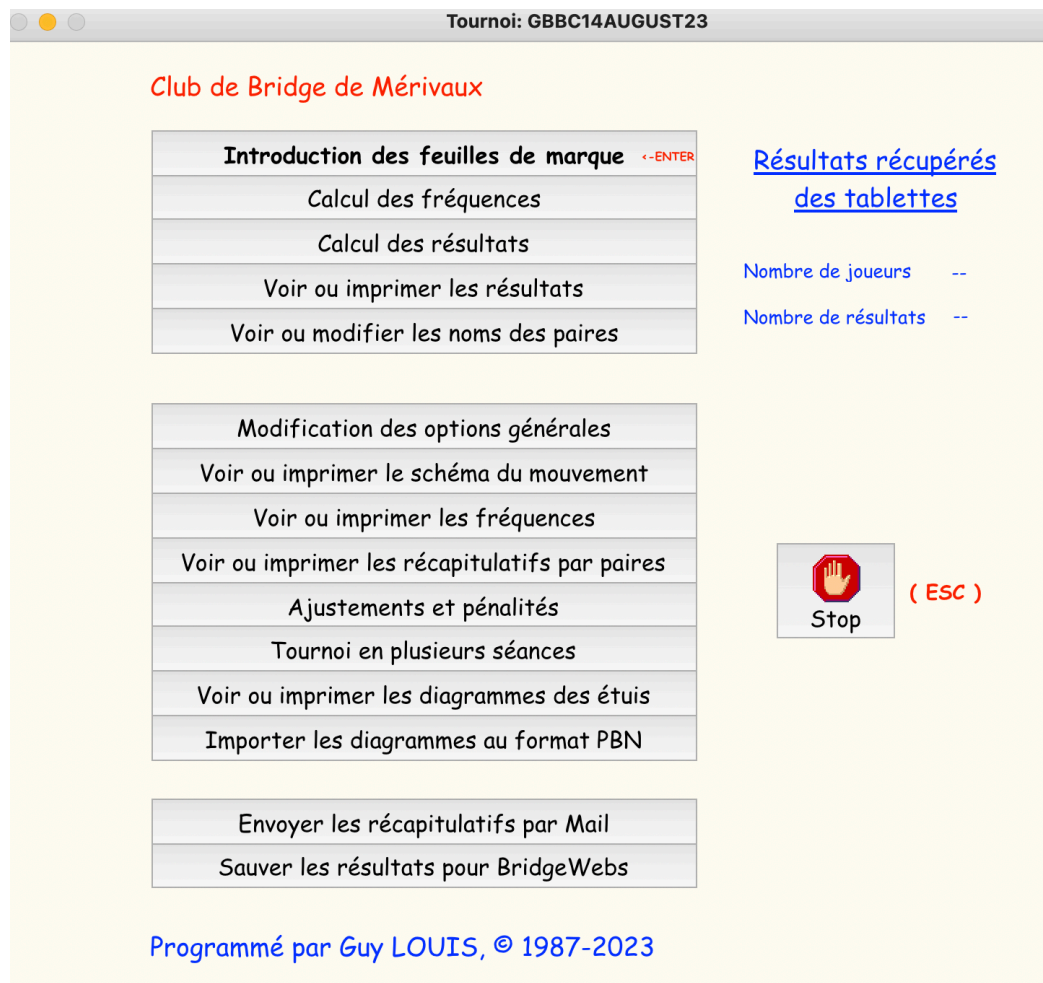 Tournoi: GBBC14AUGUST23
Club de Bridge de Mérivaux
Introduction des feuilles de marque <-ENTER
Calcul des fréquences
Calcul des résultats
Voir ou imprimer les résultats
Voir ou modifier les noms des paires
Résultats récupérés
des tablettes
Nombre de joueurs --
Nombre de résultats --
Modification des options générales
Voir ou imprimer le schéma du mouvement
Voir ou imprimer les fréquences
Voir ou imprimer les récapitulatifs par paires
Ajustements et pénalités
Tournoi en plusieurs séances
Voir ou imprimer les diagrammes des étuis
Importer les diagrammes au format PBN
Stop
( ESC )
Envoyer les récapitulatifs par Mail
Sauver les résultats pour BridgeWebs
Programmé par Guy LOUIS, © 1987-2023